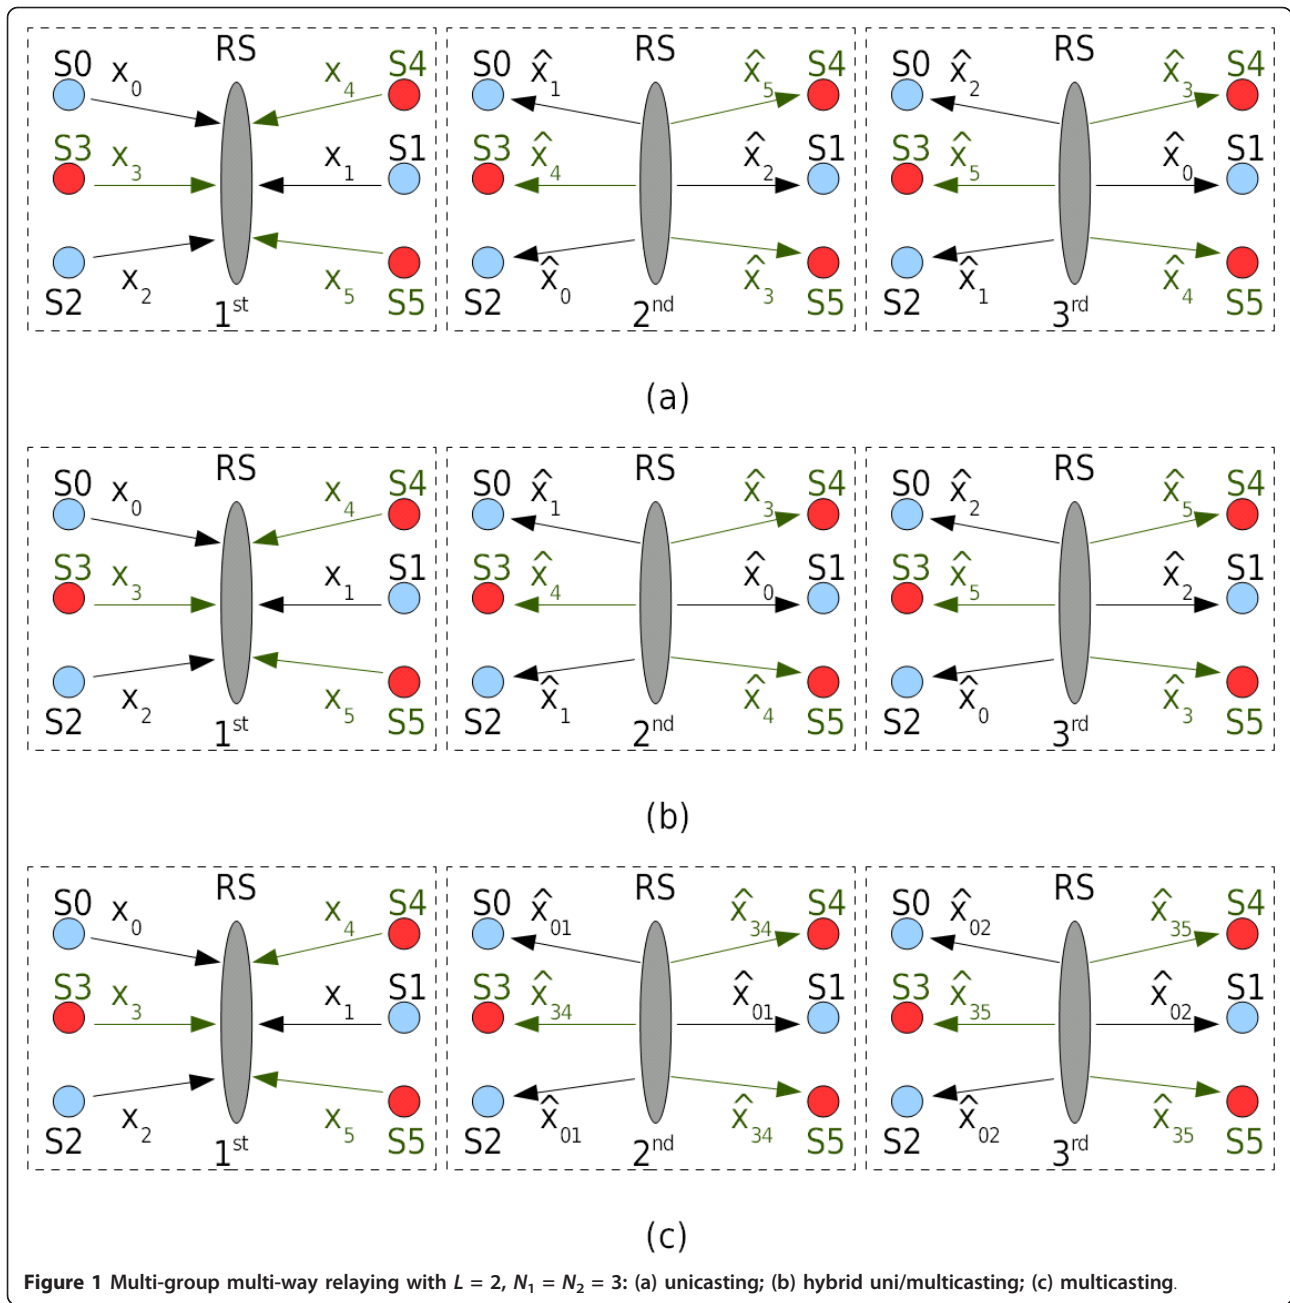 RS RS RS
S0 x0 x4 S4 S0 x̂1 x̂5 S4 S0 x̂2 x̂3 S4
S3 x3 x1 S1 S3 x̂4 x̂2 S1 S3 x̂5 x̂0 S1
S2 x2 x5 S5 S2 x̂0 x̂3 S5 S2 x̂1 x̂4 S5
1st 2nd 3rd
(a)
RS RS RS
S0 x0 x4 S4 S0 x̂1 x̂3 S4 S0 x̂2 x̂5 S4
S3 x3 x1 S1 S3 x̂4 x̂0 S1 S3 x̂5 x̂2 S1
S2 x2 x5 S5 S2 x̂1 x̂4 S5 S2 x̂0 x̂3 S5
1st 2nd 3rd
(b)
RS RS RS
S0 x0 x4 S4 S0 x̂01 x̂34 S4 S0 x̂02 x̂35 S4
S3 x3 x1 S1 S3 x̂34 x̂01 S1 S3 x̂35 x̂02 S1
S2 x2 x5 S5 S2 x̂01 x̂34 S5 S2 x̂02 x̂35 S5
1st 2nd 3rd
(c)
Figure 1 Multi-group multi-way relaying with L = 2, N1 = N2 = 3: (a) unicasting; (b) hybrid uni/multicasting; (c) multicasting.